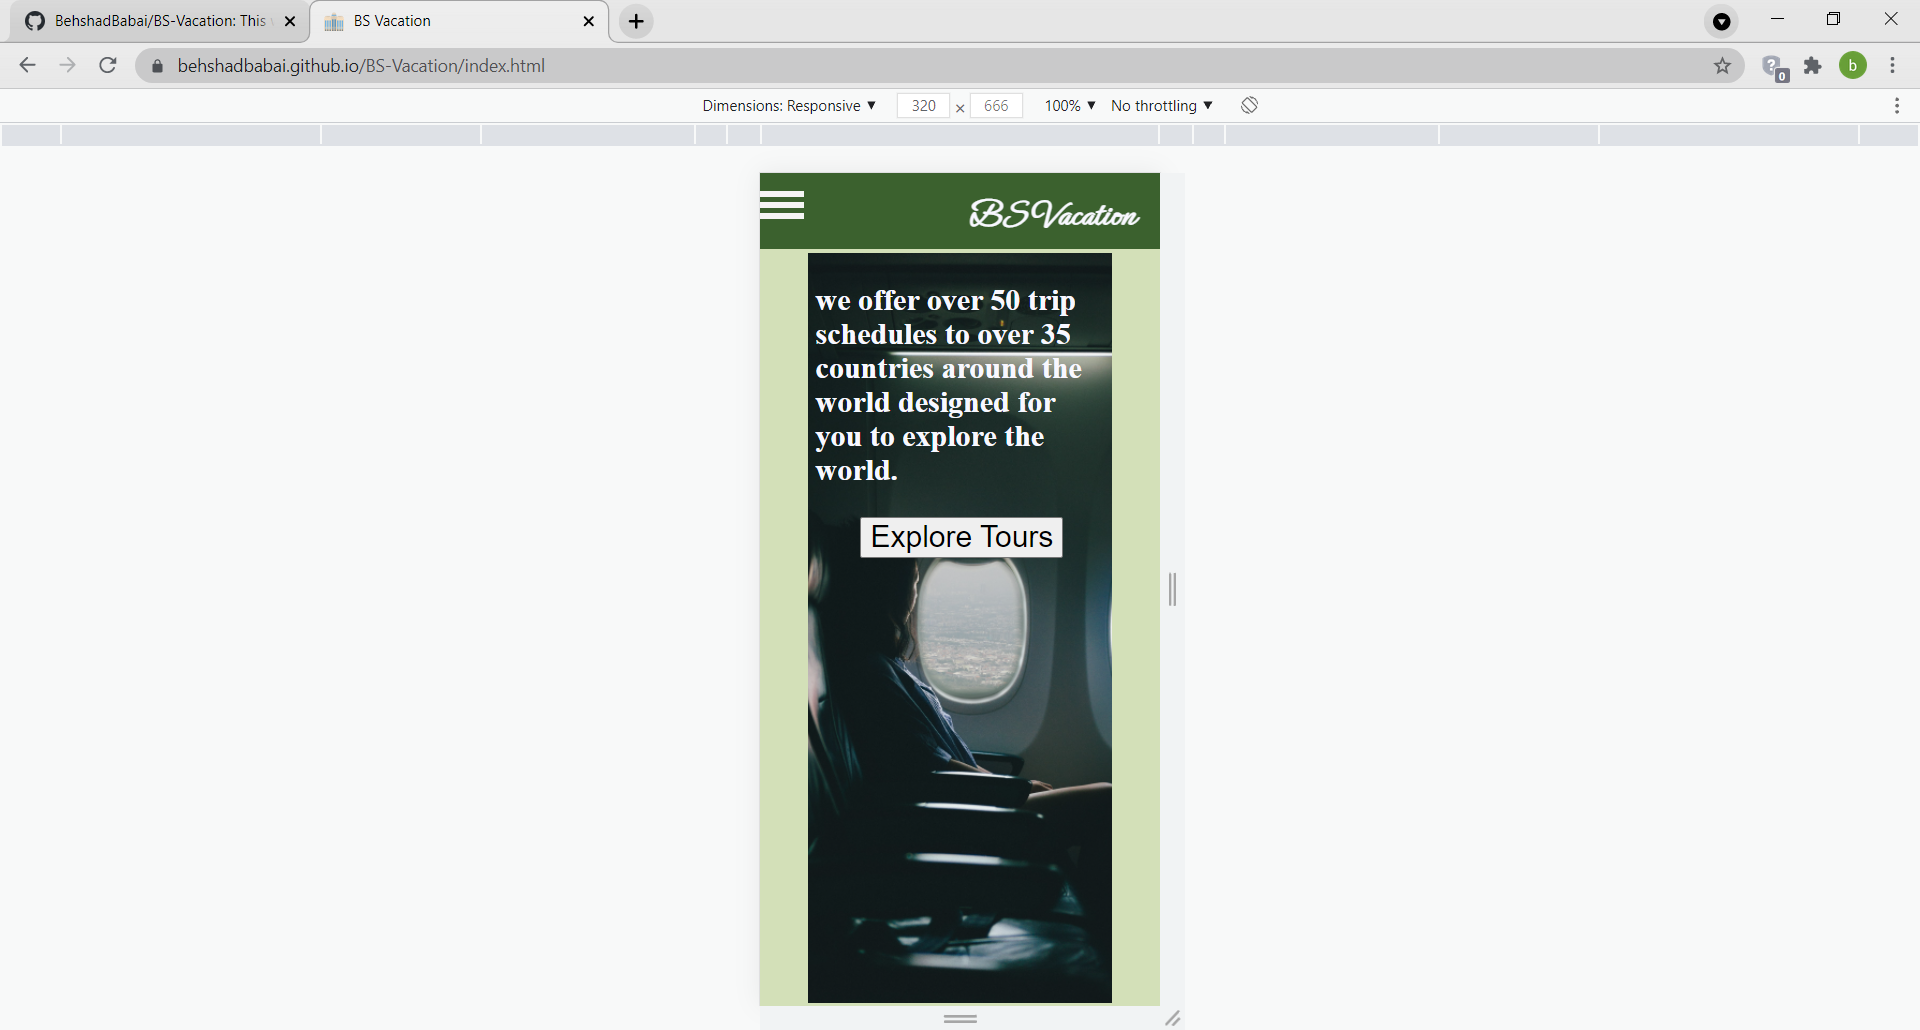 BehshadBabai/BS-Vacation: This
BS Vacation
behshadbabai.github.io/BS-Vacation/index.html
b
0
Dimensions: Responsive ▼ 320 × 666 100% ▼ No throttling ▼
BSVacation
we offer over 50 trip
schedules to over 35
countries around the
world designed for
you to explore the
world.
Explore Tours